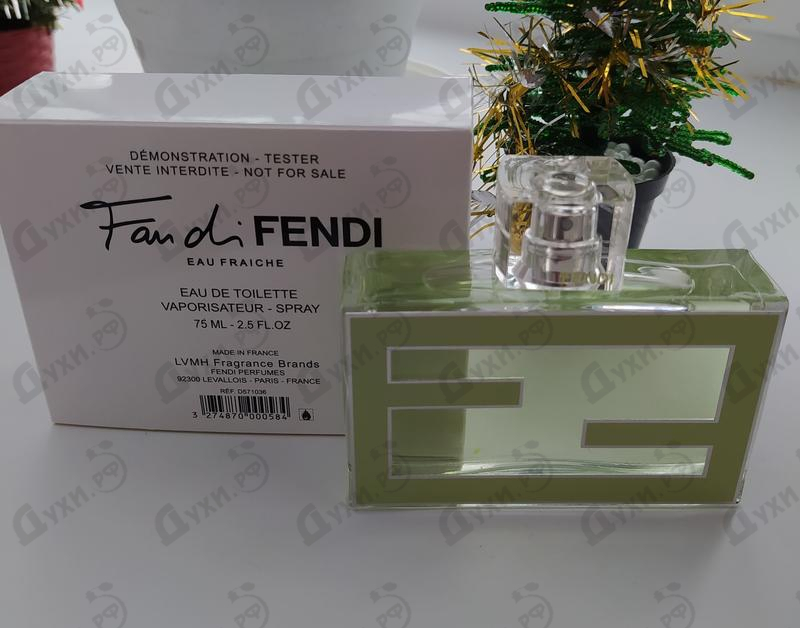 DÉMONSTRATION - TESTER
VENTE INTERDITE - NOT FOR SALE
Fan di FENDI
EAU FRAICHE
EAU DE TOILETTE
VAPORISATEUR - SPRAY
75 ML - 2.5 FL.OZ
MADE IN FRANCE
LVMH Fragrance Brands
FENDI PERFUMES
92300 LEVALLOIS - PARIS - FRANCE
RÉF. D571036
3 274870 000584
Духи.РФ